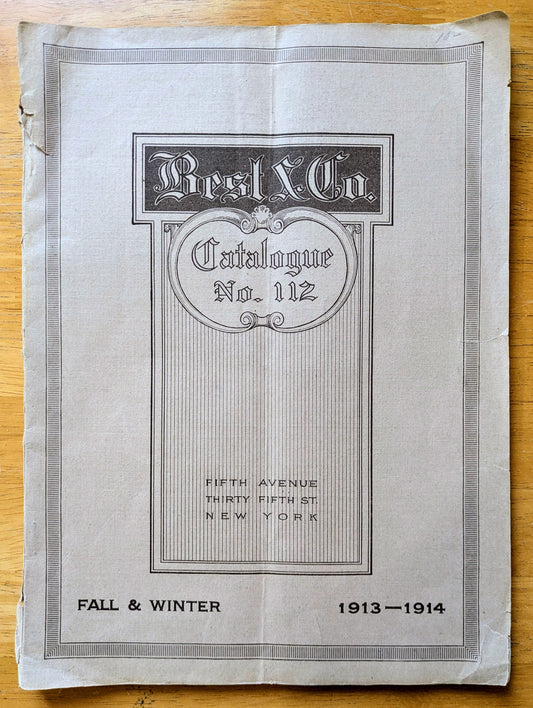 Best & Co.
Catalogue
No. 112
FIFTH AVENUE
THIRTY FIFTH ST.
NEW YORK
FALL & WINTER 1913—1914